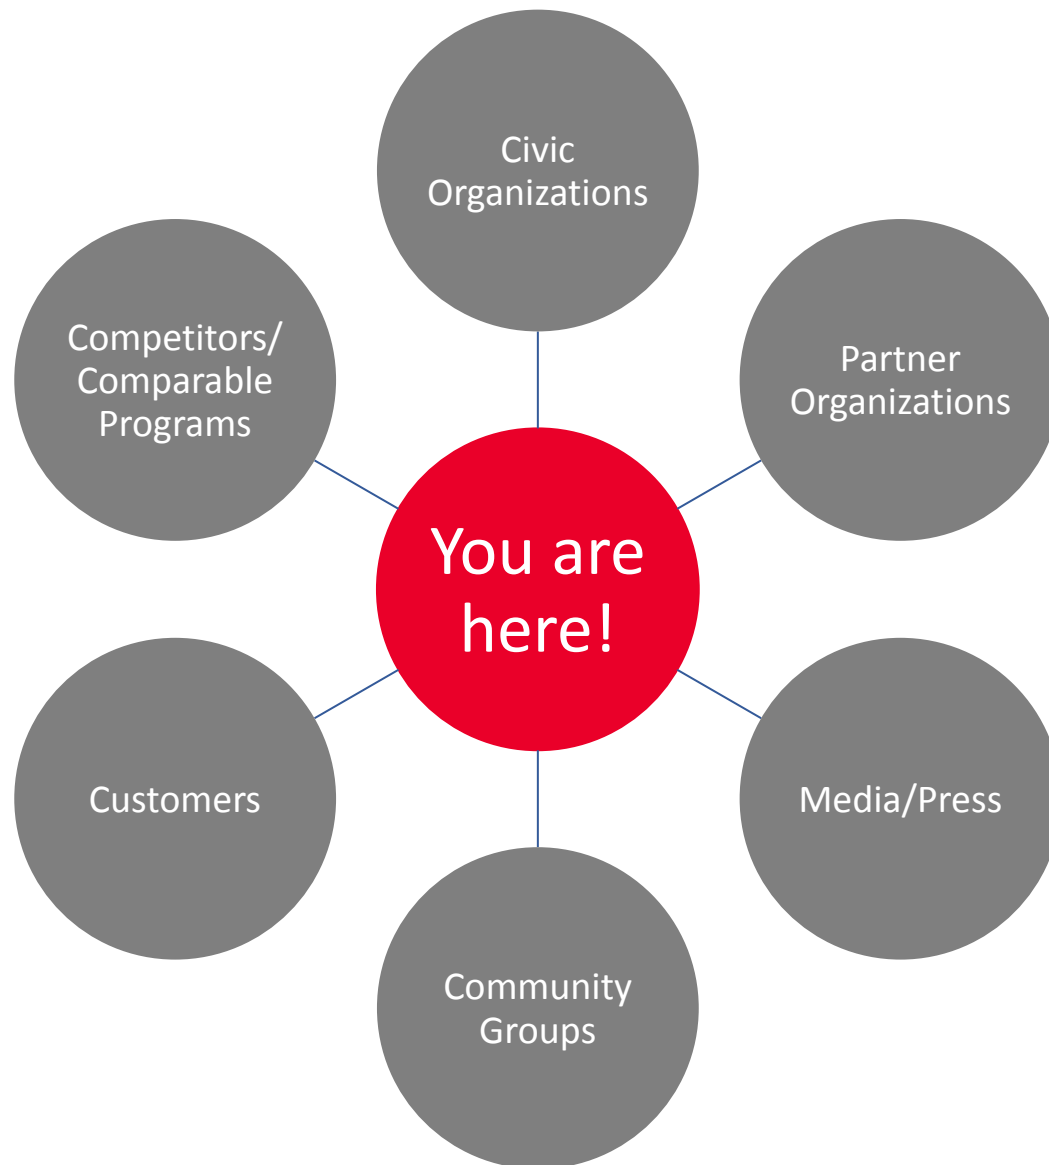 Civic
Organizations
Competitors/
Comparable
Programs
Partner
Organizations
You are
here!
Customers
Media/Press
Community
Groups